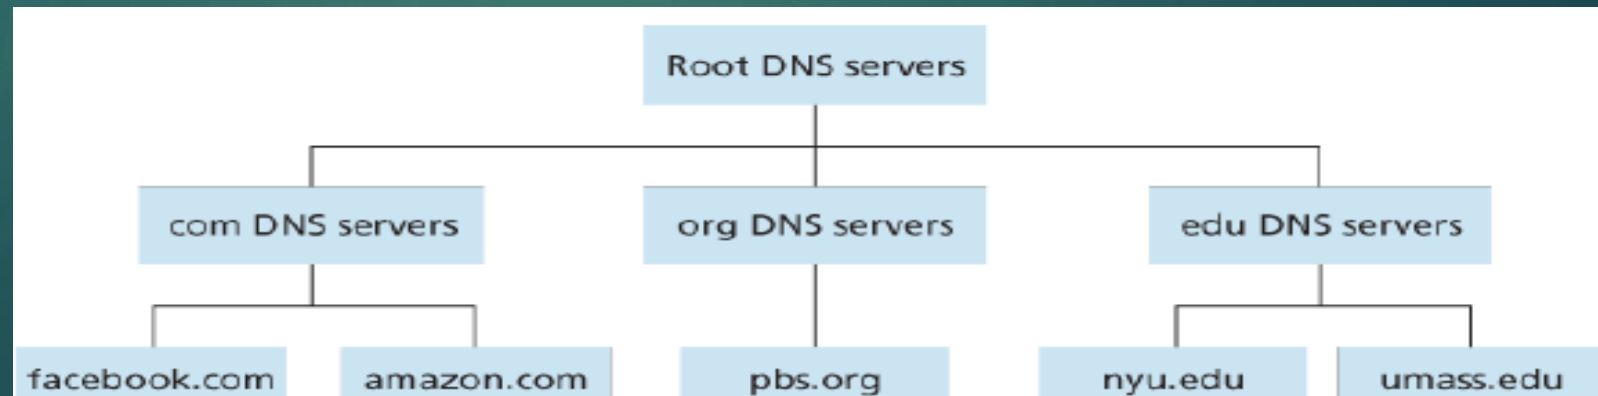 Root DNS servers
com DNS servers
org DNS servers
edu DNS servers
facebook.com
amazon.com
pbs.org
nyu.edu
umass.edu